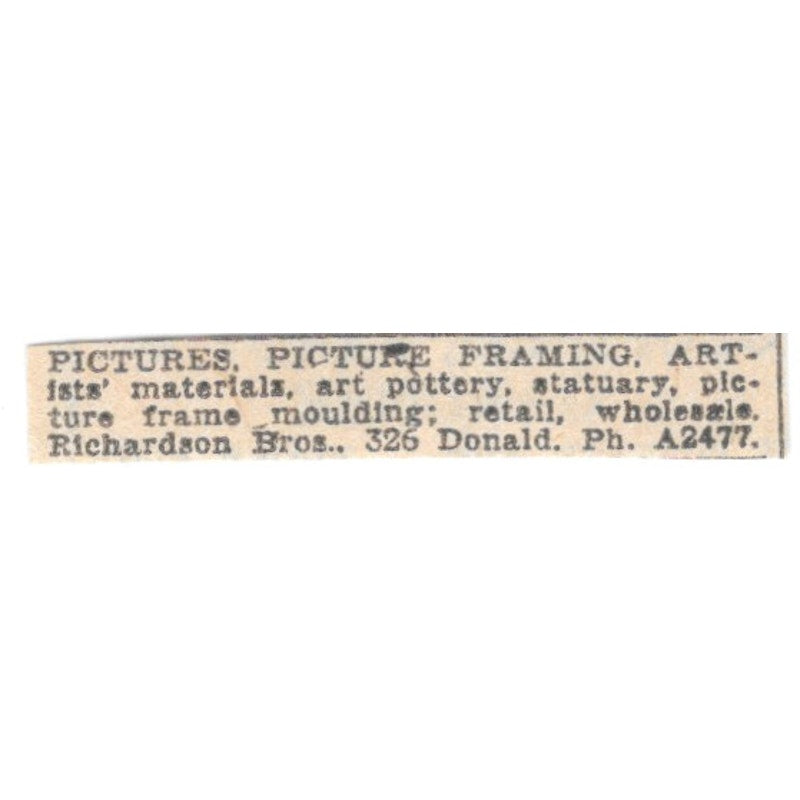 PICTURES, PICTURE FRAMING, ART-
ists' materials, art pottery, statuary, pic-
ture frame moulding; retail, wholesale.
Richardson Bros., 326 Donald. Ph. A2477.